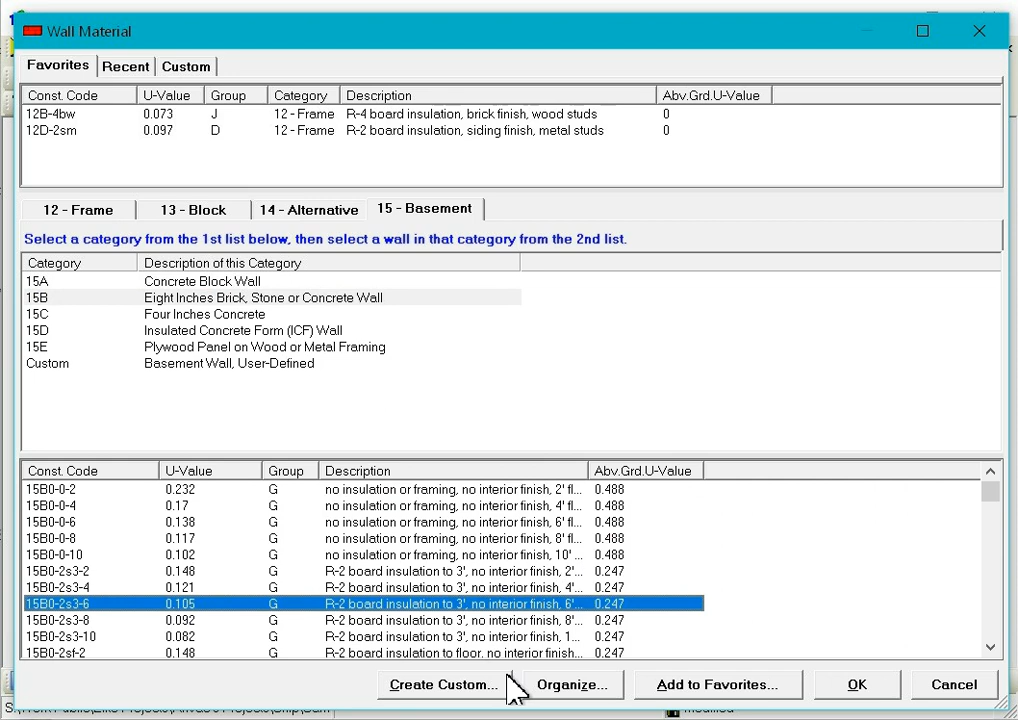 Wall Material
Favorites Recent Custom
Const. Code U-Value Group Category Description Abv.Grd.U-Value
12B-4bw 0.073 J 12 - Frame R-4 board insulation, brick finish, wood studs 0
12D-2sm 0.097 D 12 - Frame R-2 board insulation, siding finish, metal studs 0
12 - Frame 13 - Block 14 - Alternative 15 - Basement
Select a category from the 1st list below, then select a wall in that category from the 2nd list.
Category Description of this Category
15A Concrete Block Wall
15B Eight Inches Brick, Stone or Concrete Wall
15C Four Inches Concrete
15D Insulated Concrete Form (ICF) Wall
15E Plywood Panel on Wood or Metal Framing
Custom Basement Wall, User-Defined
Const. Code U-Value Group Description Abv.Grd.U-Value
15B0-0-2 0.232 G no insulation or framing, no interior finish, 2' fl... 0.488
15B0-0-4 0.17 G no insulation or framing, no interior finish, 4' fl... 0.488
15B0-0-6 0.138 G no insulation or framing, no interior finish, 6' fl... 0.488
15B0-0-8 0.117 G no insulation or framing, no interior finish, 8' fl... 0.488
15B0-0-10 0.102 G no insulation or framing, no interior finish, 10' ... 0.488
15B0-2s3-2 0.148 G R-2 board insulation to 3', no interior finish, 2'... 0.247
15B0-2s3-4 0.121 G R-2 board insulation to 3', no interior finish, 4'... 0.247
15B0-2s3-6 0.105 G R-2 board insulation to 3', no interior finish, 6'... 0.247
15B0-2s3-8 0.092 G R-2 board insulation to 3', no interior finish, 8'... 0.247
15B0-2s3-10 0.082 G R-2 board insulation to 3', no interior finish, 1... 0.247
15B0-2sf-2 0.148 G R-2 board insulation to floor, no interior finish... 0.247
Create Custom... Organize... Add to Favorites... OK Cancel